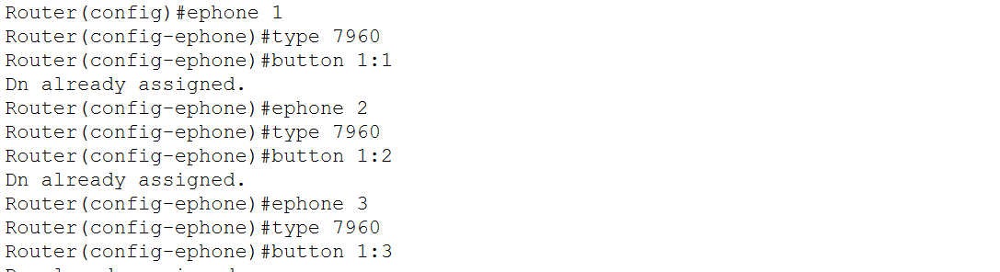 Router(config)#ephone 1
Router(config-ephone)#type 7960
Router(config-ephone)#button 1:1
Dn already assigned.
Router(config-ephone)#ephone 2
Router(config-ephone)#type 7960
Router(config-ephone)#button 1:2
Dn already assigned.
Router(config-ephone)#ephone 3
Router(config-ephone)#type 7960
Router(config-ephone)#button 1:3